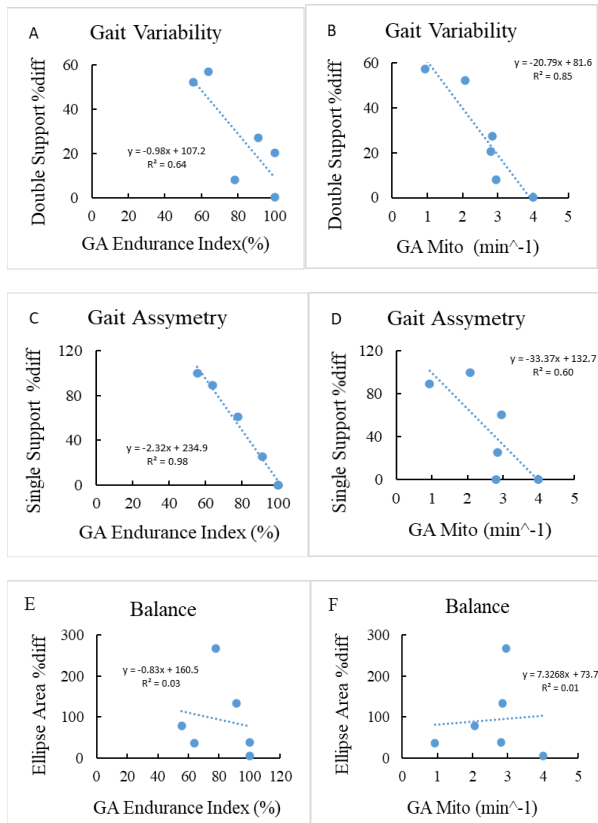 A
Gait Variability
Double Support %diff
60
40
20
0
y = -0.98x + 107.2
R² = 0.64
0 20 40 60 80 100
GA Endurance Index(%)
B
Gait Variability
Double Support %diff
60
40
20
0
y = -20.79x + 81.6
R² = 0.85
0 1 2 3 4 5
GA Mito (min^-1)
C
Gait Assymetry
Single Support %diff
120
80
40
0
y = -2.32x + 234.9
R² = 0.98
0 20 40 60 80 100
GA Endurance Index (%)
D
Gait Assymetry
Single Support %diff
120
80
40
0
y = -33.37x + 132.7
R² = 0.60
0 1 2 3 4 5
GA Mito (min^-1)
E
Balance
Ellipse Area %diff
300
200
100
0
y = -0.83x + 160.5
R² = 0.03
0 20 40 60 80 100 120
GA Endurance Index (%)
F
Balance
Ellipse Area %diff
300
200
100
0
y = 7.3268x + 73.7
R² = 0.01
0 1 2 3 4 5
GA Mito (min^-1)